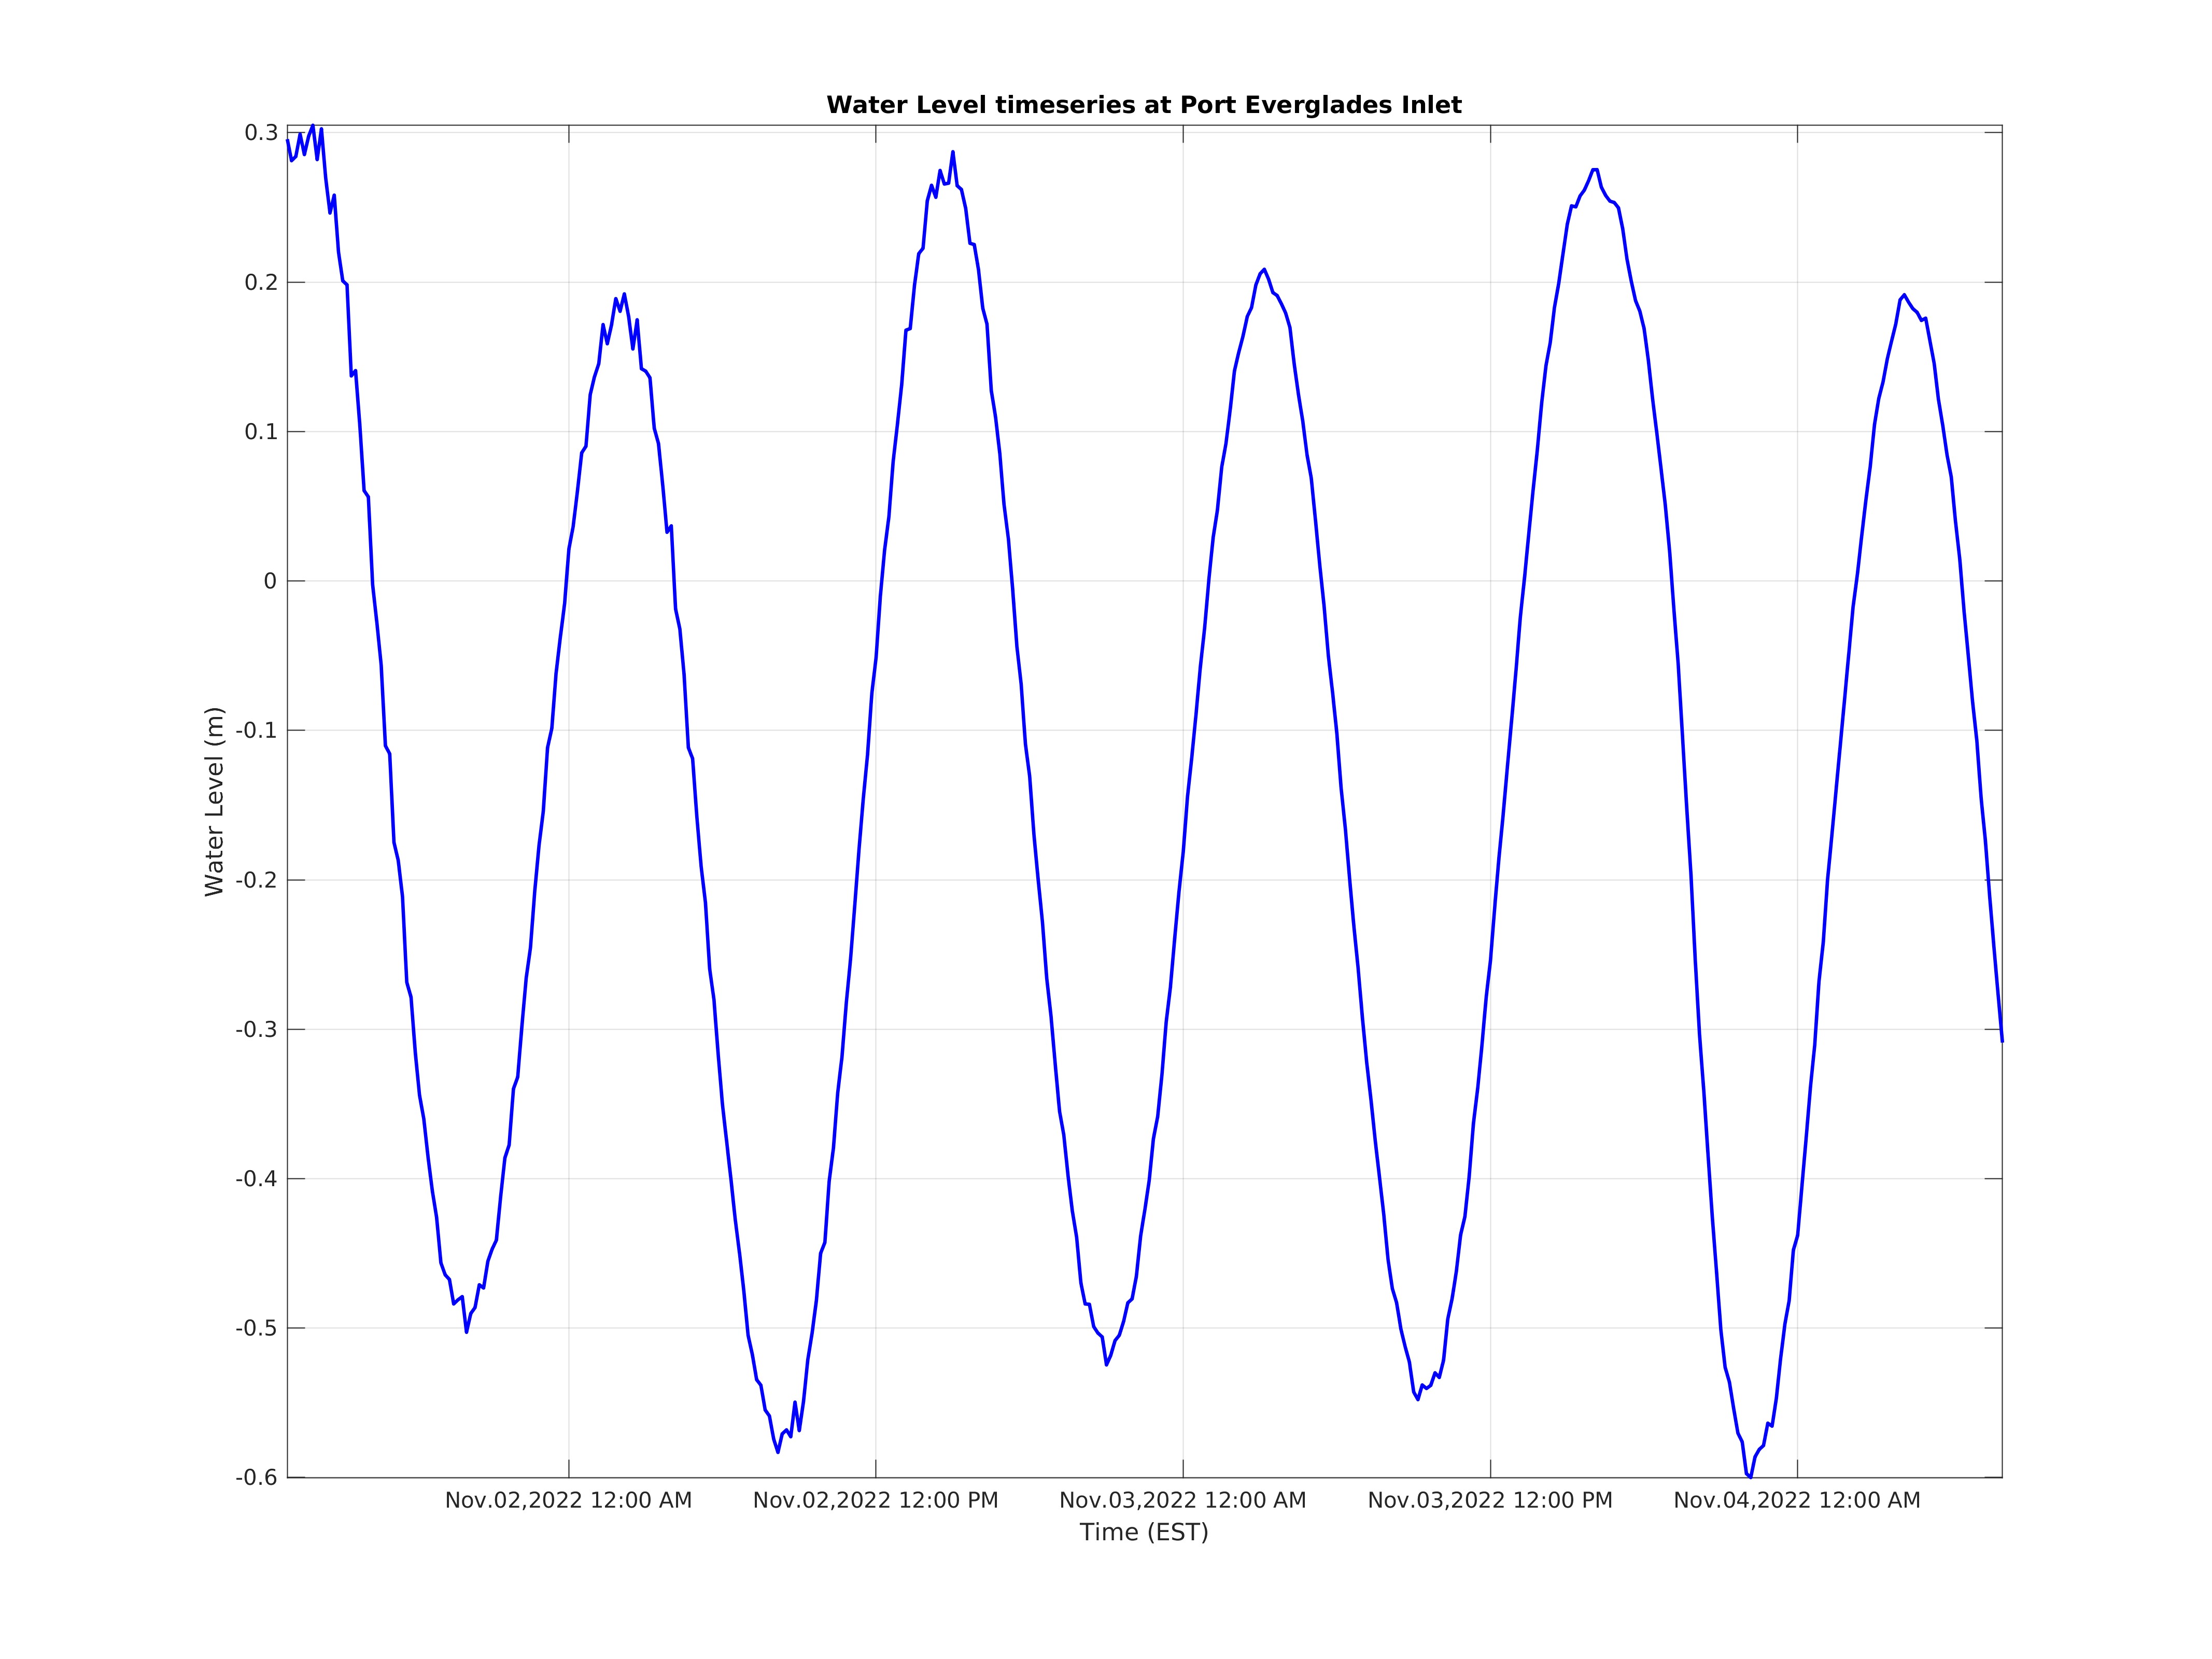 Water Level timeseries at Port Everglades Inlet
0.3
0.2
0.1
0
-0.1
-0.2
-0.3
-0.4
-0.5
-0.6
Water Level (m)
Nov.02,2022 12:00 AM
Nov.02,2022 12:00 PM
Nov.03,2022 12:00 AM
Nov.03,2022 12:00 PM
Nov.04,2022 12:00 AM
Time (EST)